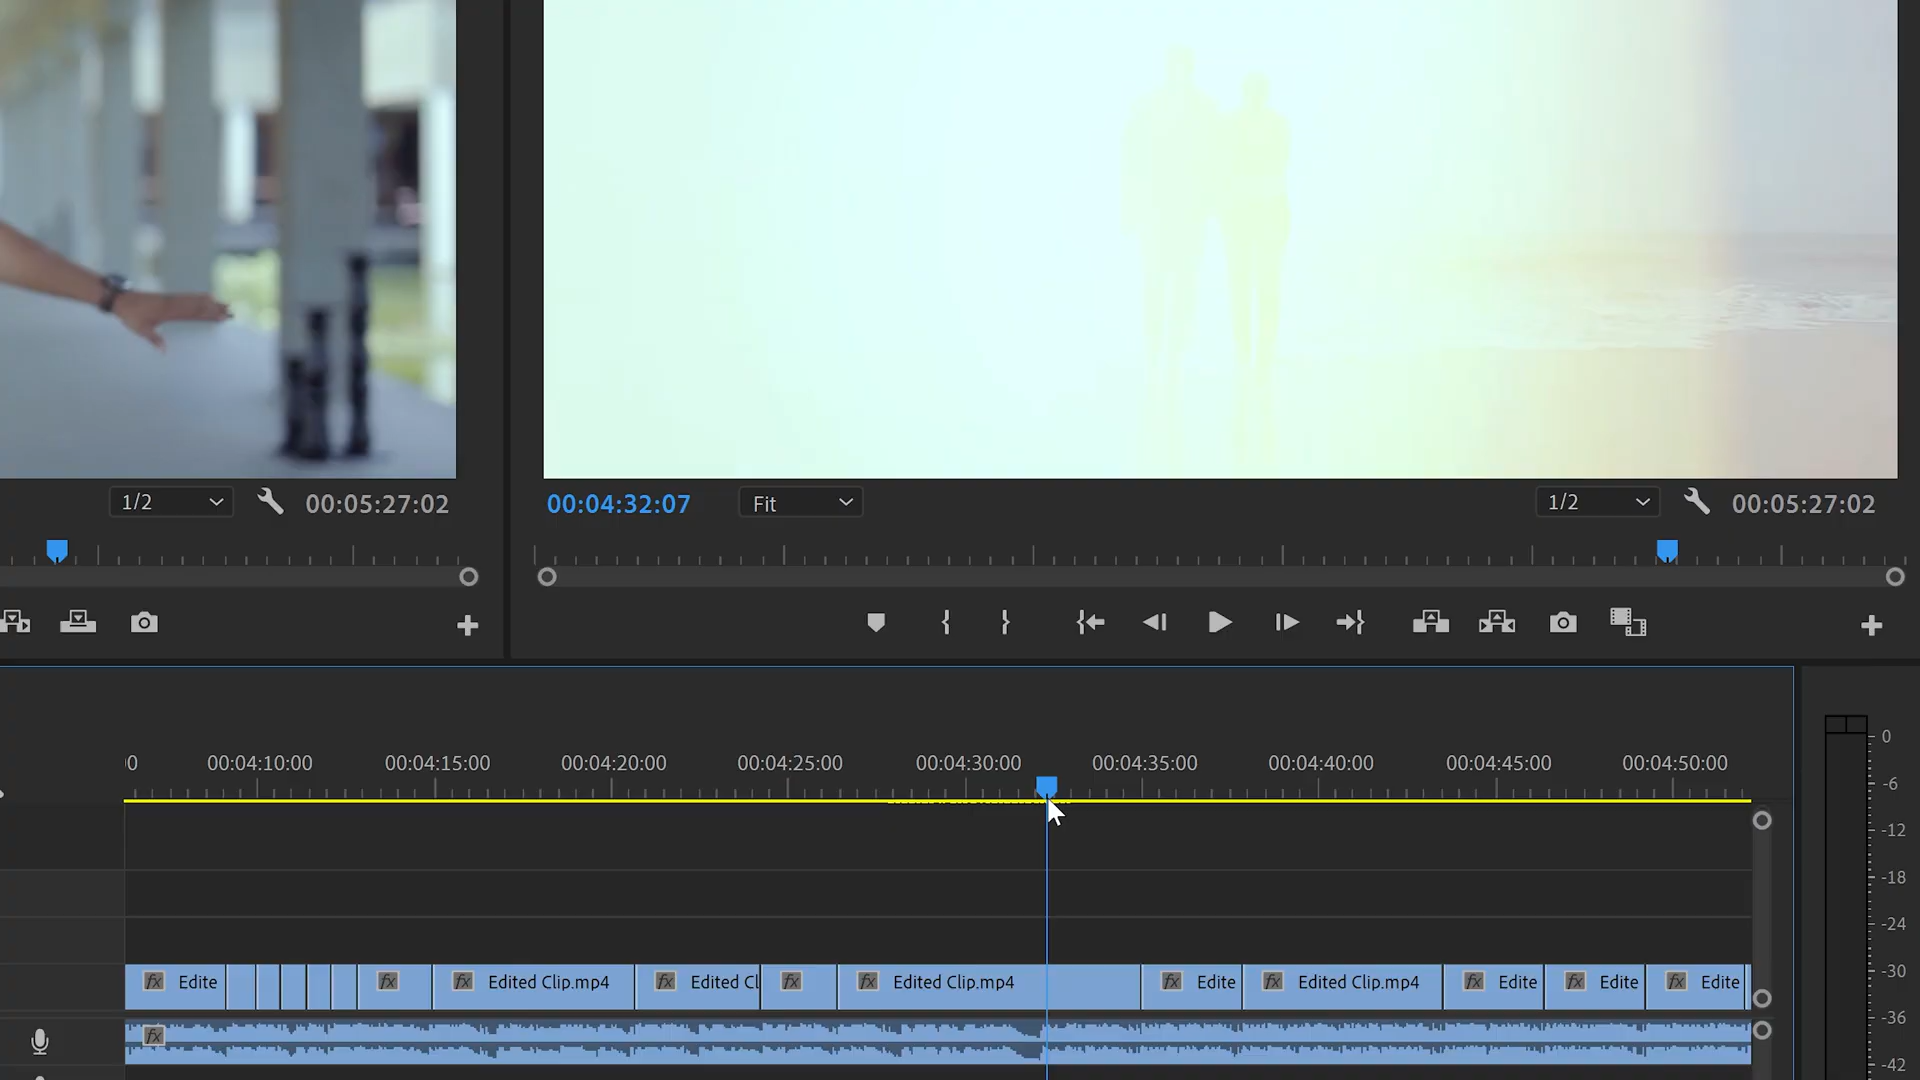 1/2
00:05:27:02
00:04:32:07
Fit
1/2
00:05:27:02
0
00:04:10:00
00:04:15:00
00:04:20:00
00:04:25:00
00:04:30:00
00:04:35:00
00:04:40:00
00:04:45:00
00:04:50:00
0
-6
-12
-18
-24
-30
-36
-42
fx Edite
fx
fx Edited Clip.mp4
fx Edited Cl
fx
fx Edited Clip.mp4
fx Edite
fx Edited Clip.mp4
fx Edite
fx Edite
fx Edite
fx